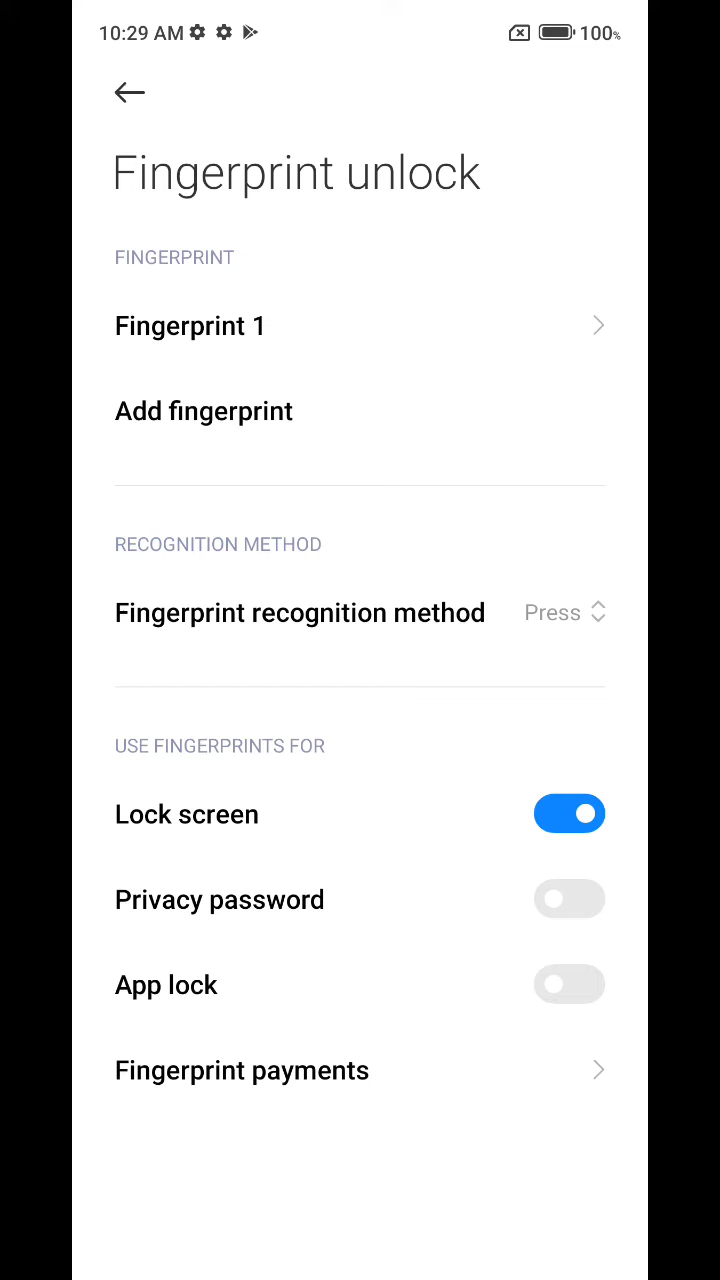 10:29 AM 100%
Fingerprint unlock
FINGERPRINT
Fingerprint 1
Add fingerprint
RECOGNITION METHOD
Fingerprint recognition method Press
USE FINGERPRINTS FOR
Lock screen
Privacy password
App lock
Fingerprint payments